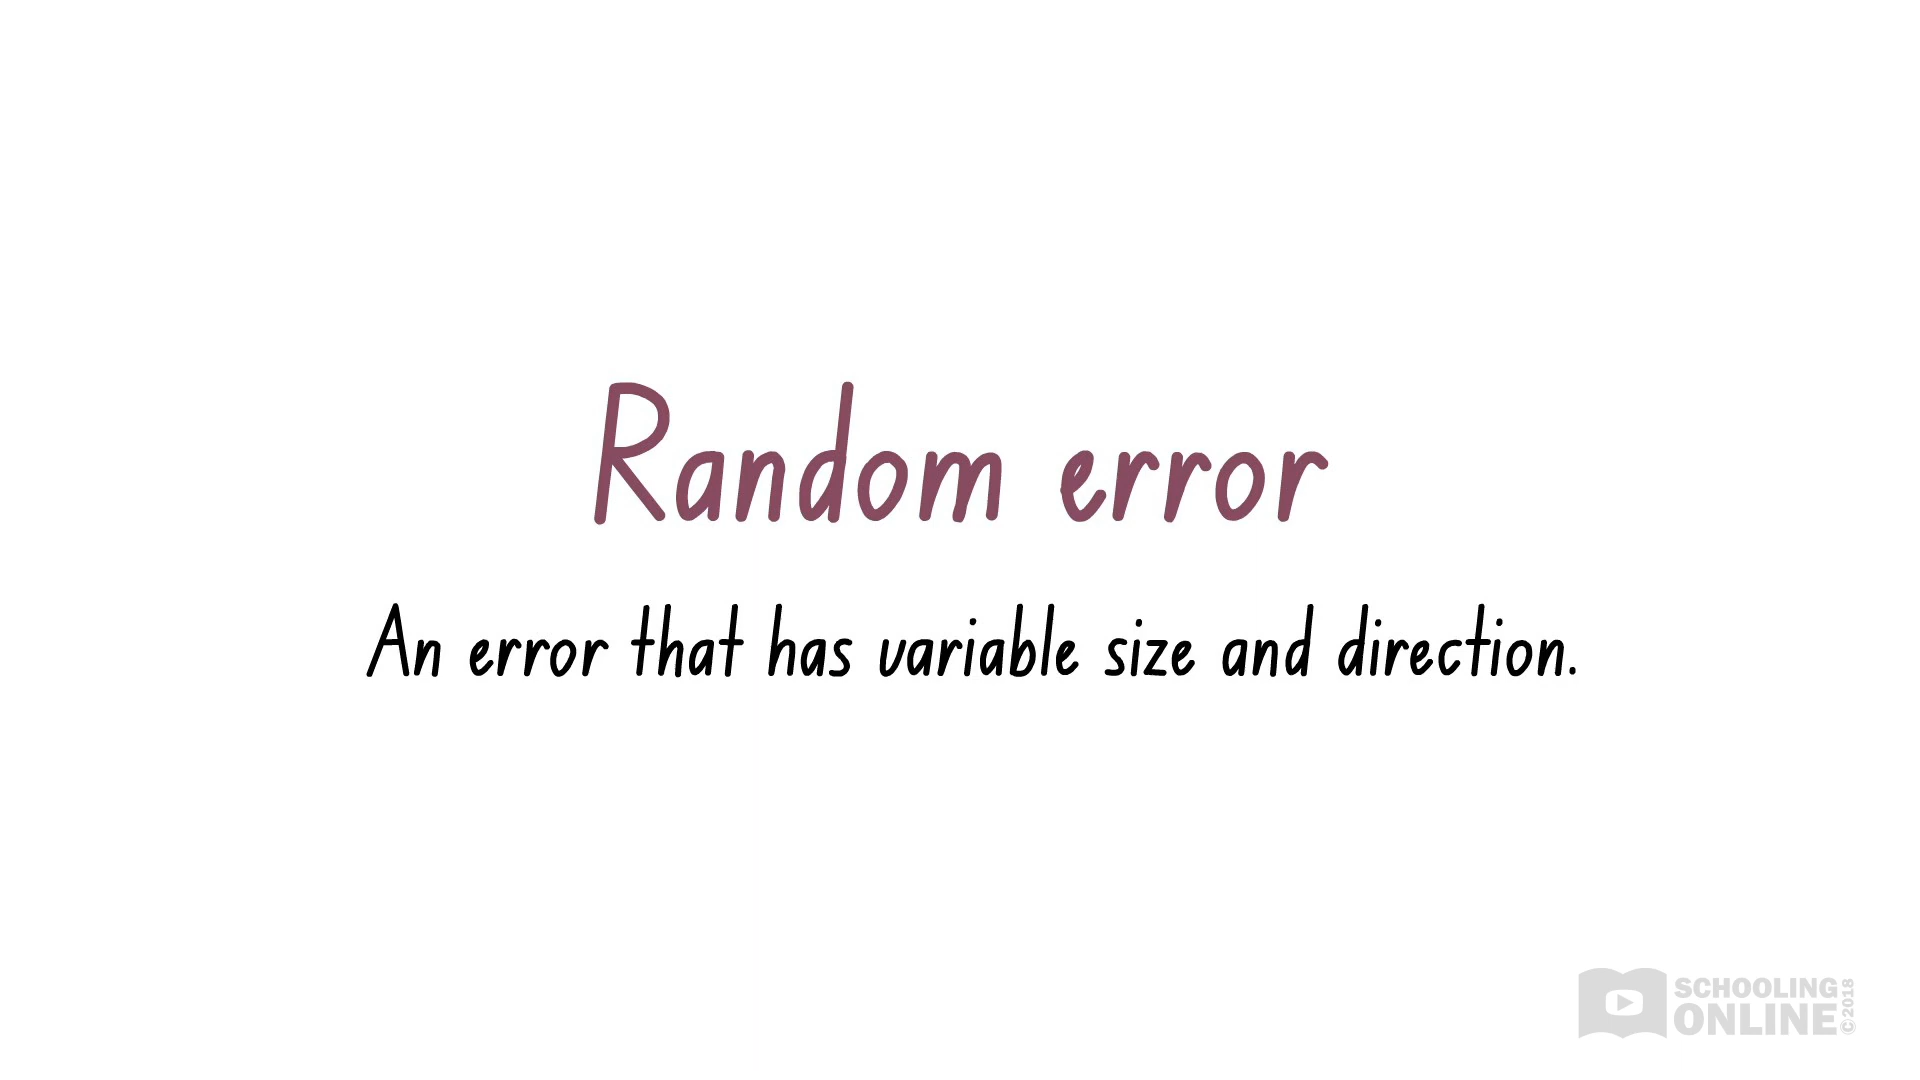 Random error
An error that has variable size and direction.
SCHOOLING
ONLINE
©2018